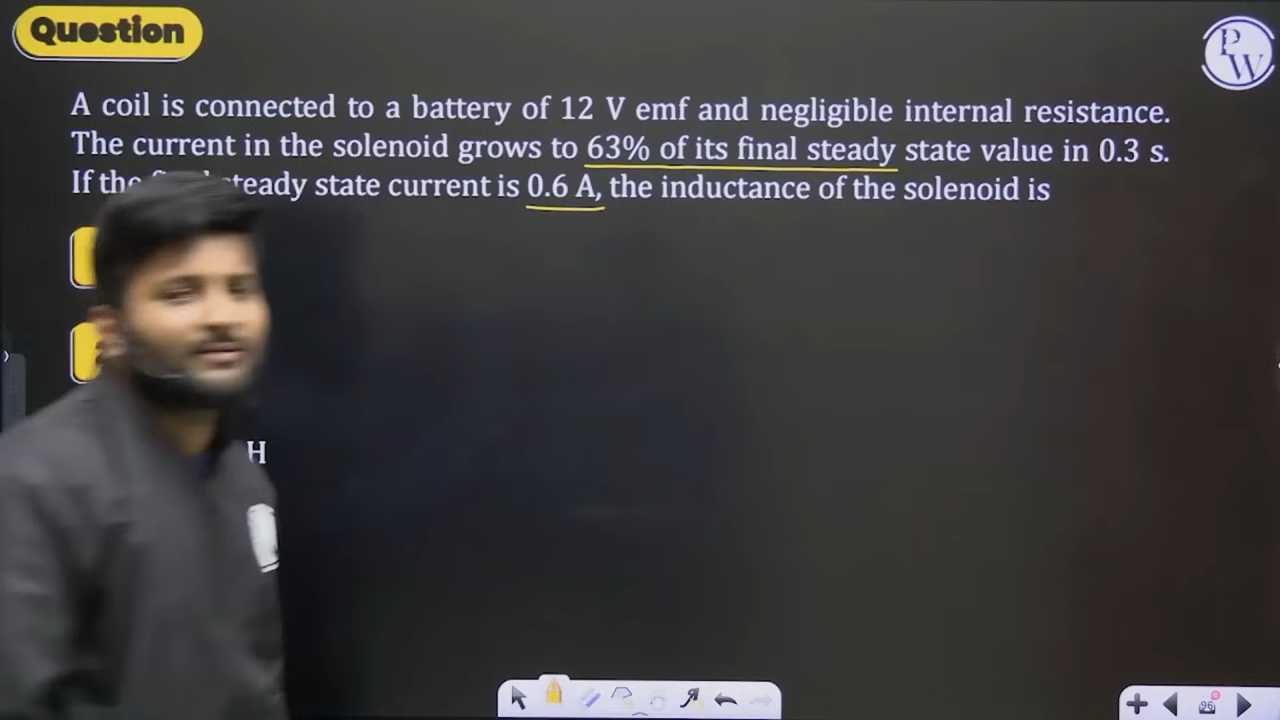 Question
PW
A coil is connected to a battery of 12 V emf and negligible internal resistance.
The current in the solenoid grows to 63% of its final steady state value in 0.3 s.
If the steady state current is 0.6 A, the inductance of the solenoid is
H
96